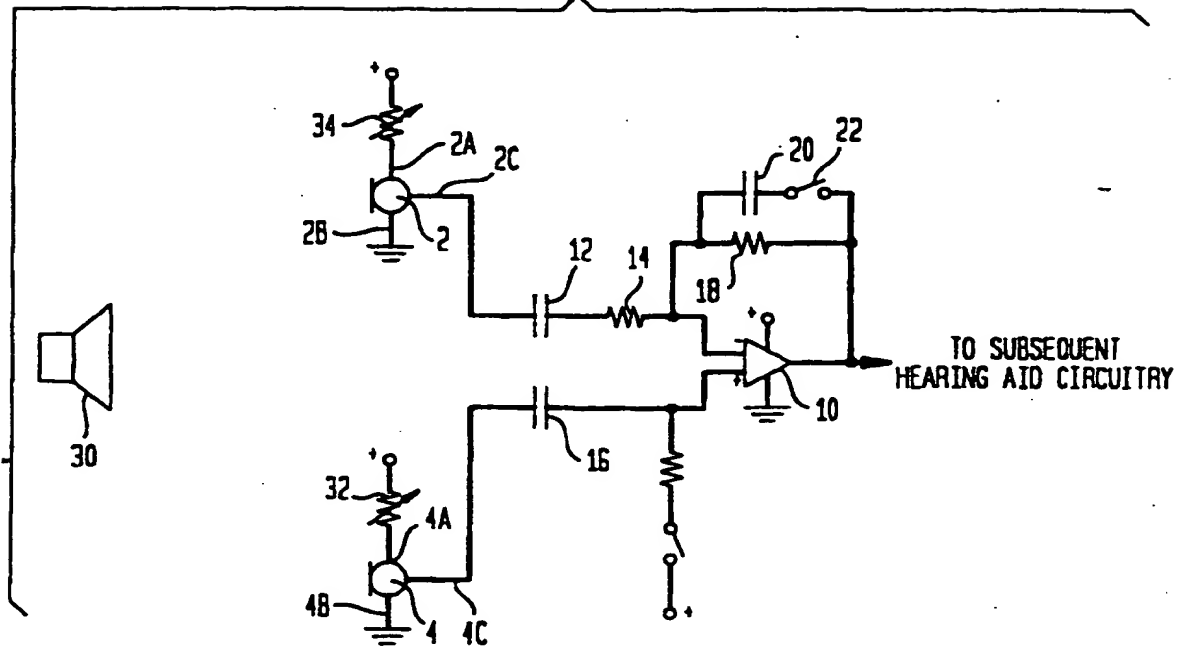 +
34
2A
2C
20
22
2B
2
12
14
18
-
+
+
10
TO SUBSEQUENT
HEARING AID CIRCUITRY
30
16
+
32
4A
4B
4
4C
+